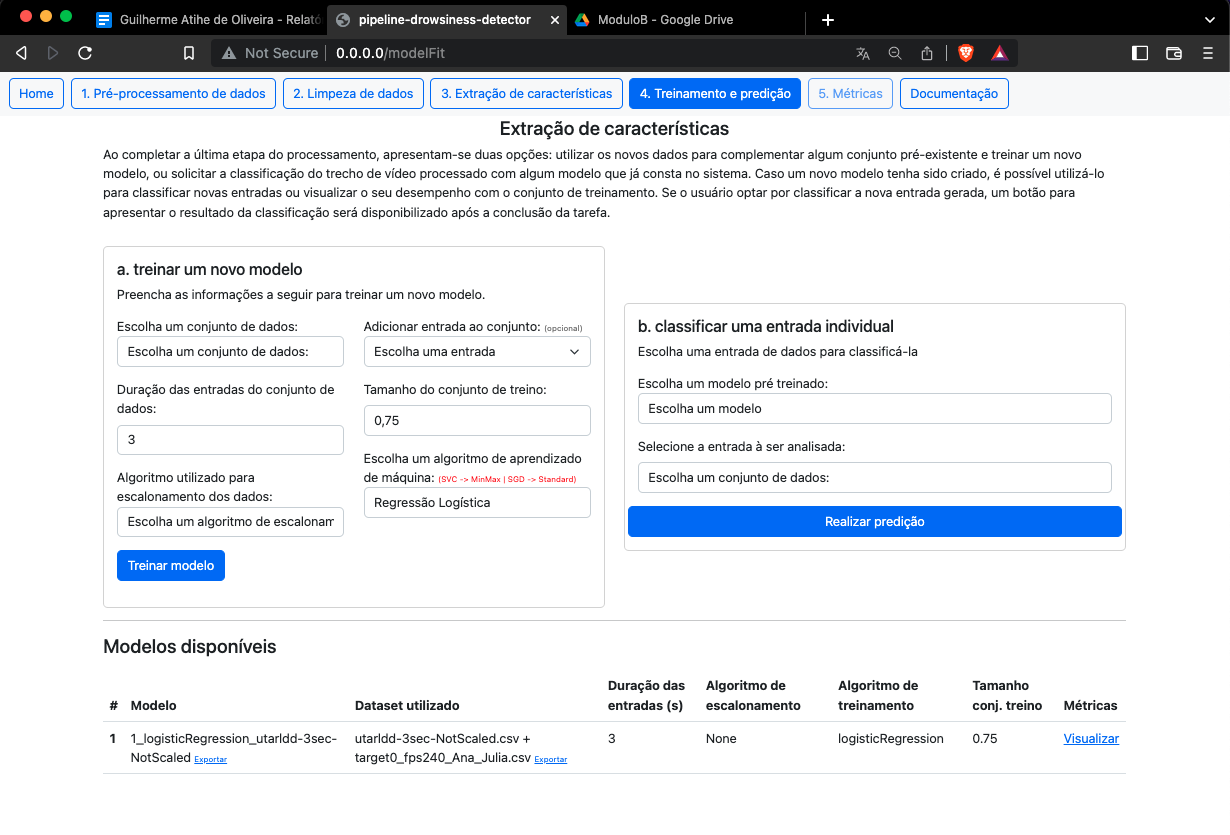 Guilherme Atihe de Oliveira - Relató
pipeline-drowsiness-detector
ModuloB - Google Drive
Not Secure
0.0.0.0/modelFit
Home
1. Pré-processamento de dados
2. Limpeza de dados
3. Extração de características
4. Treinamento e predição
5. Métricas
Documentação
Extração de características
Ao completar a última etapa do processamento, apresentam-se duas opções: utilizar os novos dados para complementar algum conjunto pré-existente e treinar um novo
modelo, ou solicitar a classificação do trecho de vídeo processado com algum modelo que já consta no sistema. Caso um novo modelo tenha sido criado, é possível utilizá-lo
para classificar novas entradas ou visualizar o seu desempenho com o conjunto de treinamento. Se o usuário optar por classificar a nova entrada gerada, um botão para
apresentar o resultado da classificação será disponibilizado após a conclusão da tarefa.
a. treinar um novo modelo
Preencha as informações a seguir para treinar um novo modelo.
Escolha um conjunto de dados:
Escolha um conjunto de dados:
Duração das entradas do conjunto de
dados:
3
Algoritmo utilizado para
escalonamento dos dados:
Escolha um algoritmo de escalonam
Adicionar entrada ao conjunto: (opcional)
Escolha uma entrada
Tamanho do conjunto de treino:
0,75
Escolha um algoritmo de aprendizado
de máquina: (SVC -> MinMax | SGD -> Standard)
Regressão Logística
Treinar modelo
b. classificar uma entrada individual
Escolha uma entrada de dados para classificá-la
Escolha um modelo pré treinado:
Escolha um modelo
Selecione a entrada à ser analisada:
Escolha um conjunto de dados:
Realizar predição
Modelos disponíveis
# Modelo Dataset utilizado Duração das entradas (s) Algoritmo de escalonamento Algoritmo de treinamento Tamanho conj. treino Métricas
1 1_logisticRegression_utarldd-3sec- utarldd-3sec-NotScaled.csv + 3 None logisticRegression 0.75 Visualizar
NotScaled Exportar target0_fps240_Ana_Julia.csv Exportar